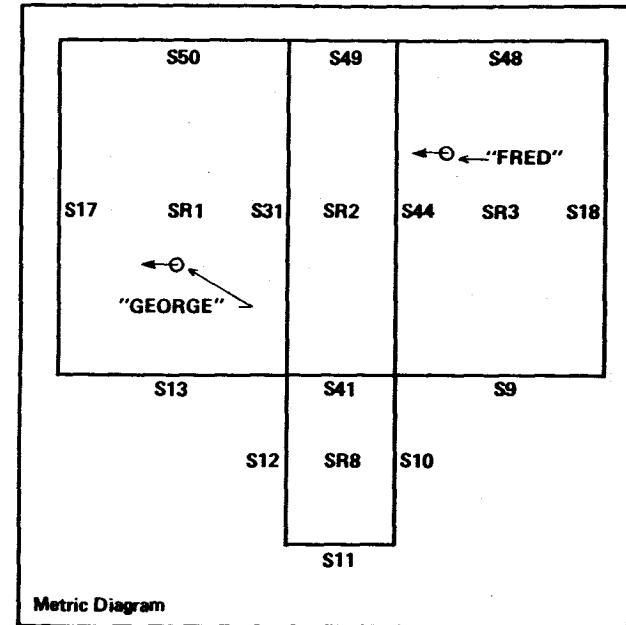 S50 S49 S48
"FRED"
S17 SR1 S31 SR2 S44 SR3 S18
"GEORGE"
S13 S41 S9
S12 SR8 S10
S11
Metric Diagram